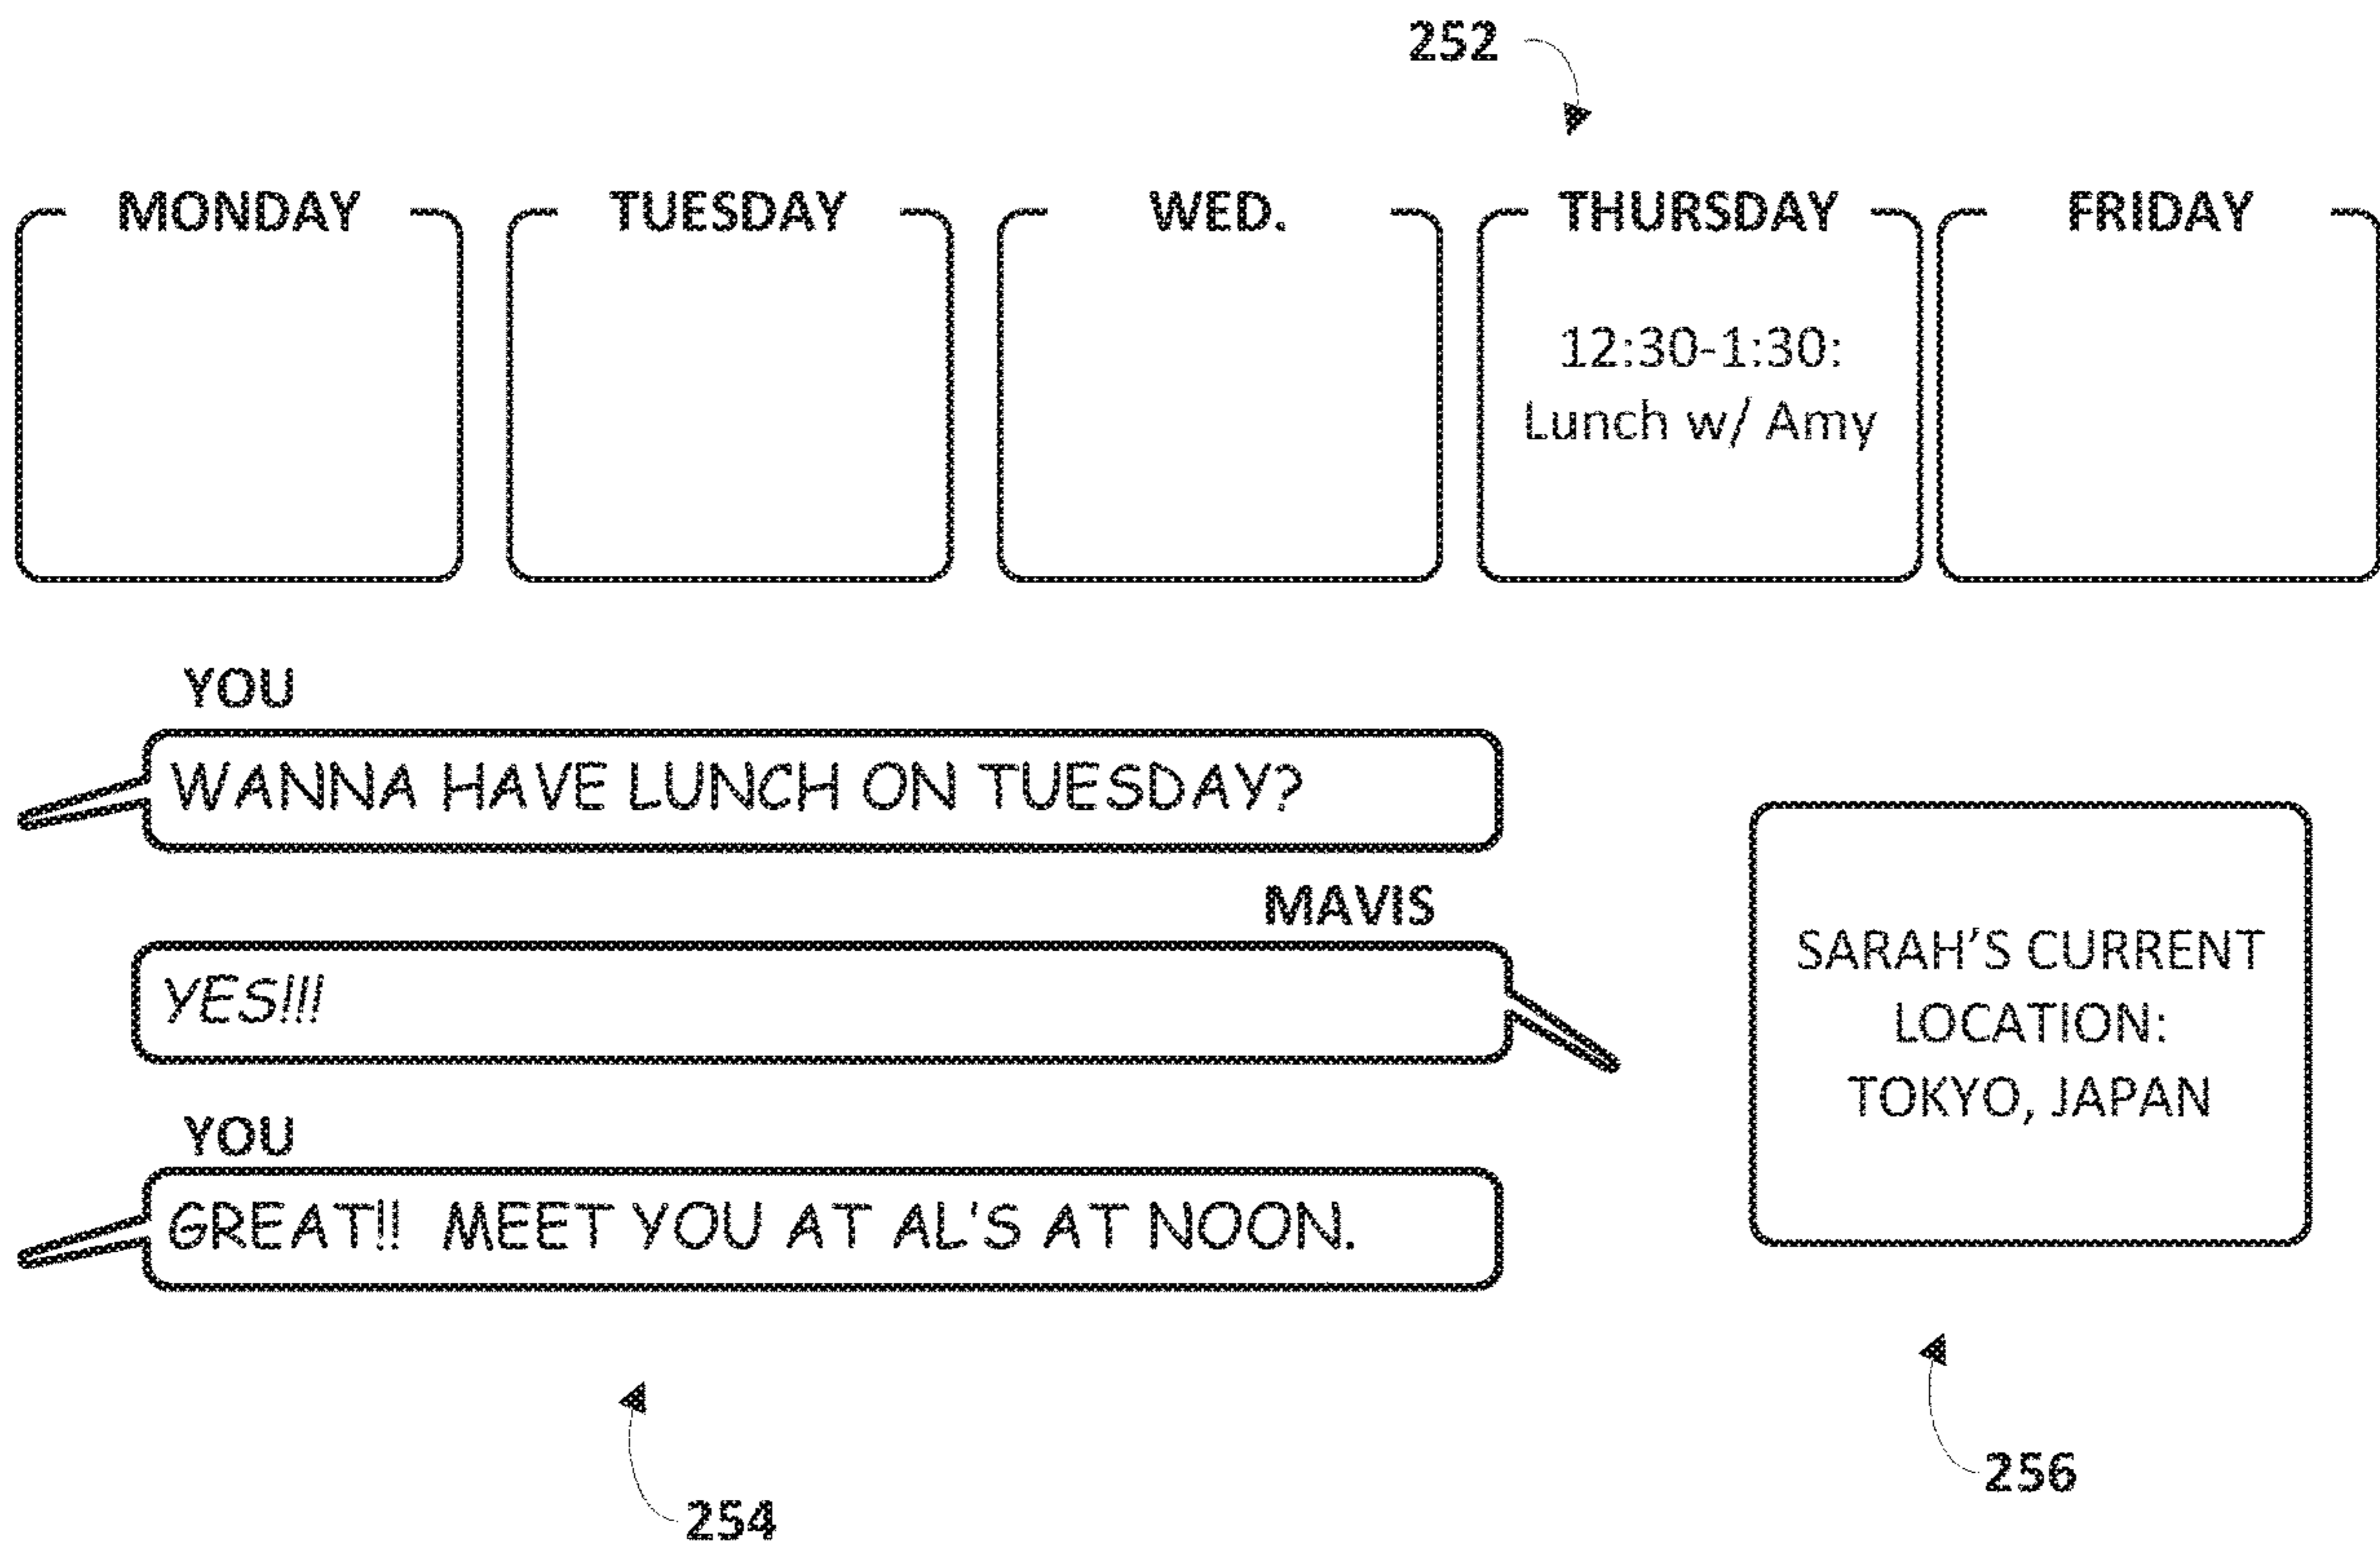 252
MONDAY TUESDAY WED. THURSDAY FRIDAY
12:30-1:30:
Lunch w/ Amy
YOU
WANNA HAVE LUNCH ON TUESDAY?
MAVIS
YES!!!
YOU
GREAT!! MEET YOU AT AL'S AT NOON.
254
SARAH'S CURRENT
LOCATION:
TOKYO, JAPAN
256